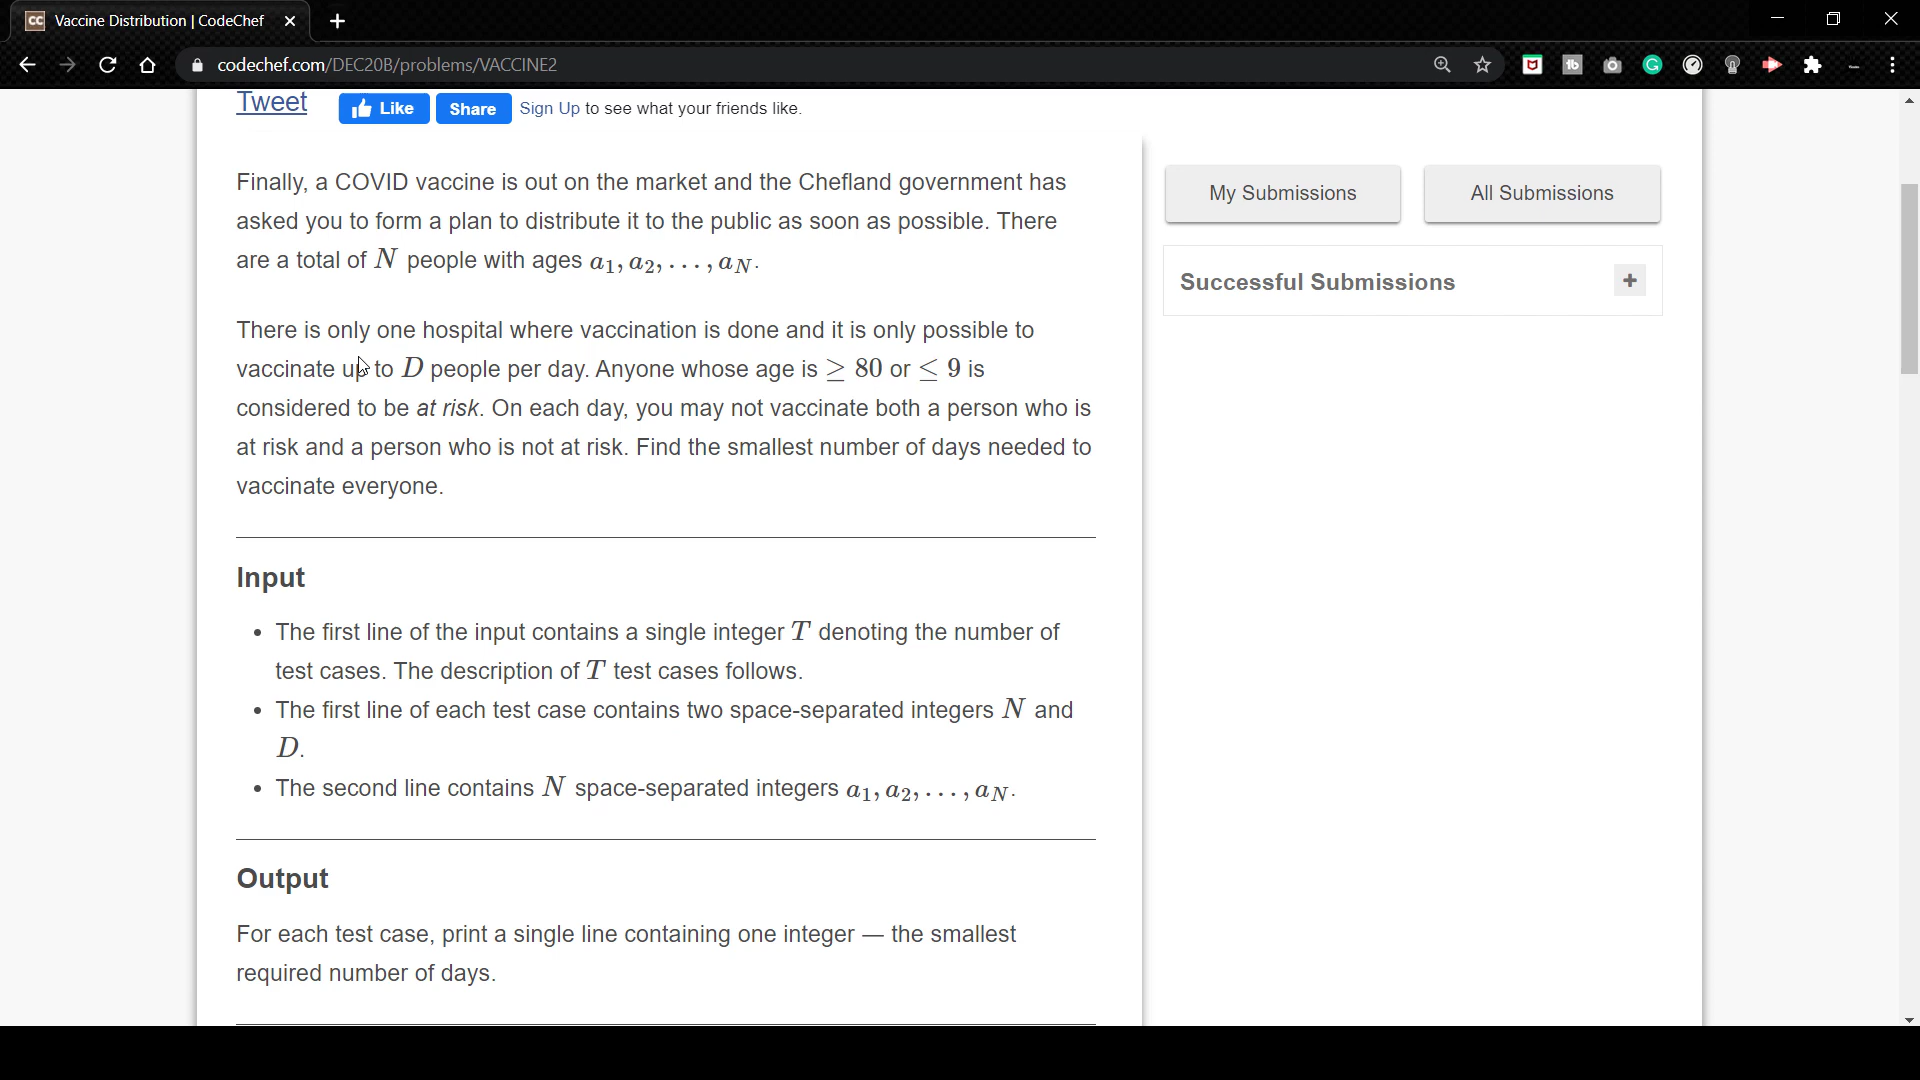 Vaccine Distribution | CodeChef
codechef.com/DEC20B/problems/VACCINE2
Tweet Like Share Sign Up to see what your friends like.
Finally, a COVID vaccine is out on the market and the Chefland government has
asked you to form a plan to distribute it to the public as soon as possible. There
are a total of N people with ages a₁, a₂, …, a_N.
There is only one hospital where vaccination is done and it is only possible to
vaccinate up to D people per day. Anyone whose age is ≥ 80 or ≤ 9 is
considered to be at risk. On each day, you may not vaccinate both a person who is
at risk and a person who is not at risk. Find the smallest number of days needed to
vaccinate everyone.
Input
• The first line of the input contains a single integer T denoting the number of
test cases. The description of T test cases follows.
• The first line of each test case contains two space-separated integers N and
D.
• The second line contains N space-separated integers a₁, a₂, …, a_N.
Output
For each test case, print a single line containing one integer — the smallest
required number of days.
My Submissions All Submissions
Successful Submissions +